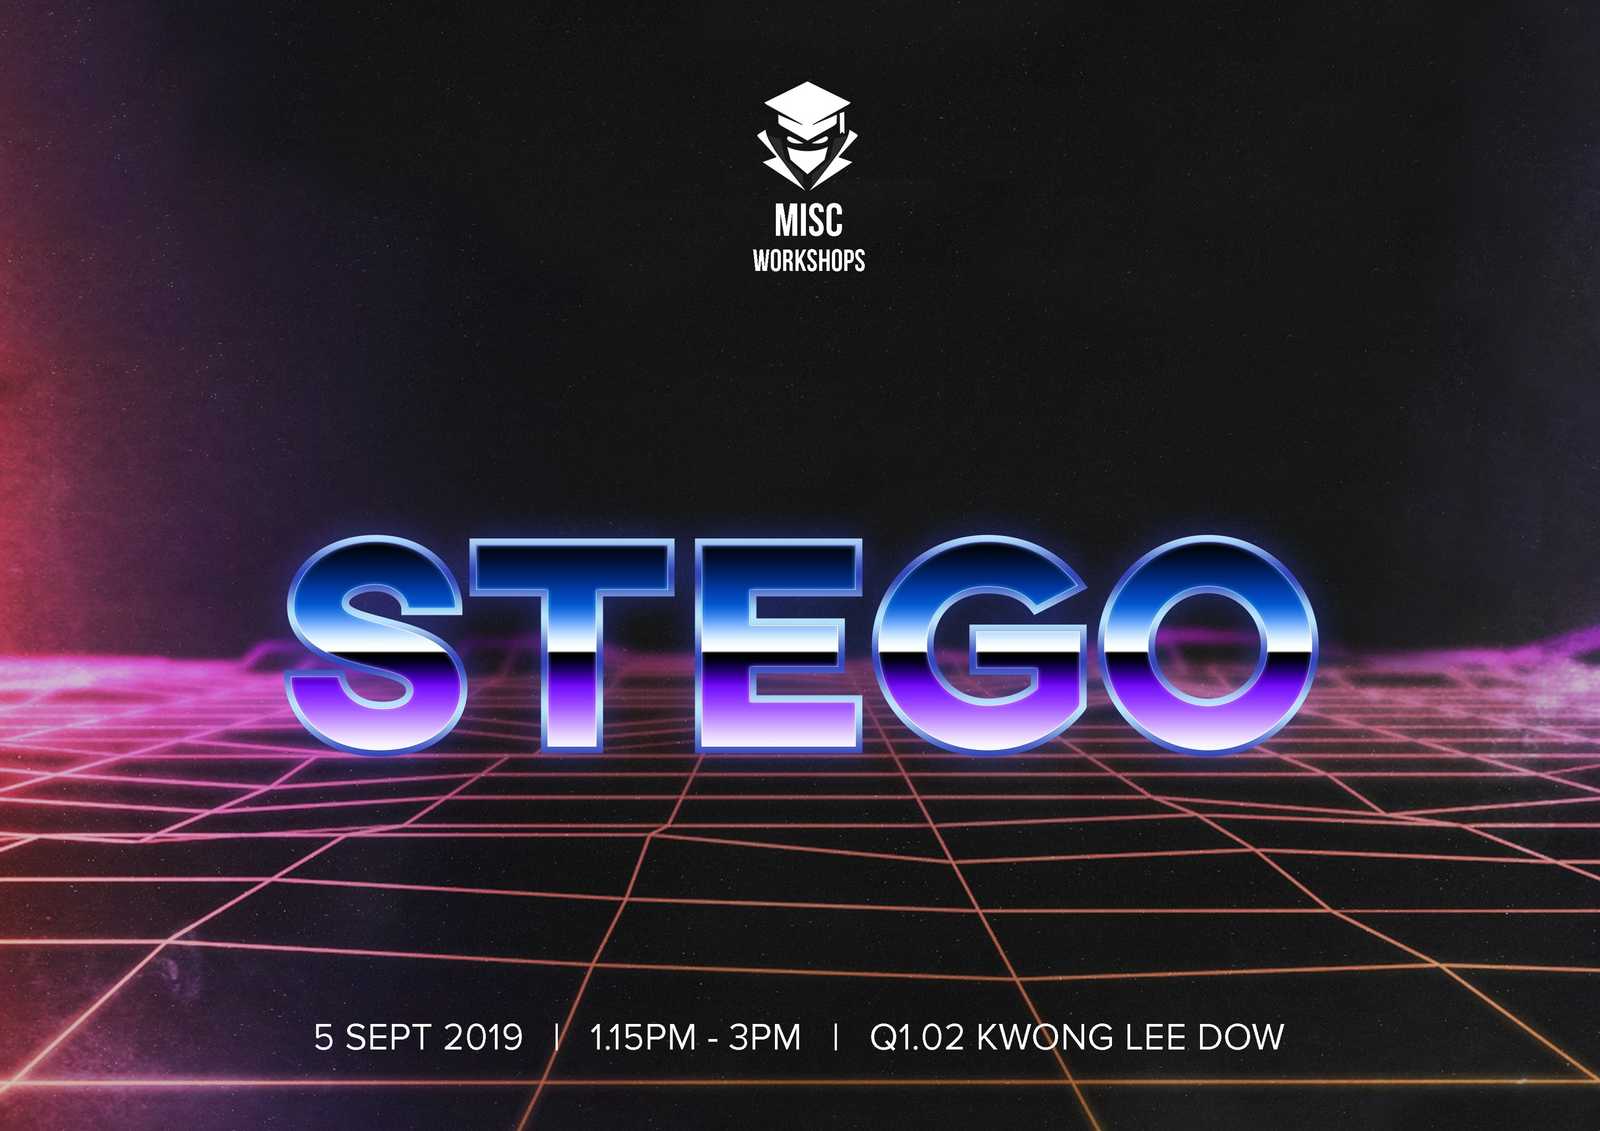 MISC
WORKSHOPS
STEGO
5 SEPT 2019 | 1.15PM - 3PM | Q1.02 KWONG LEE DOW